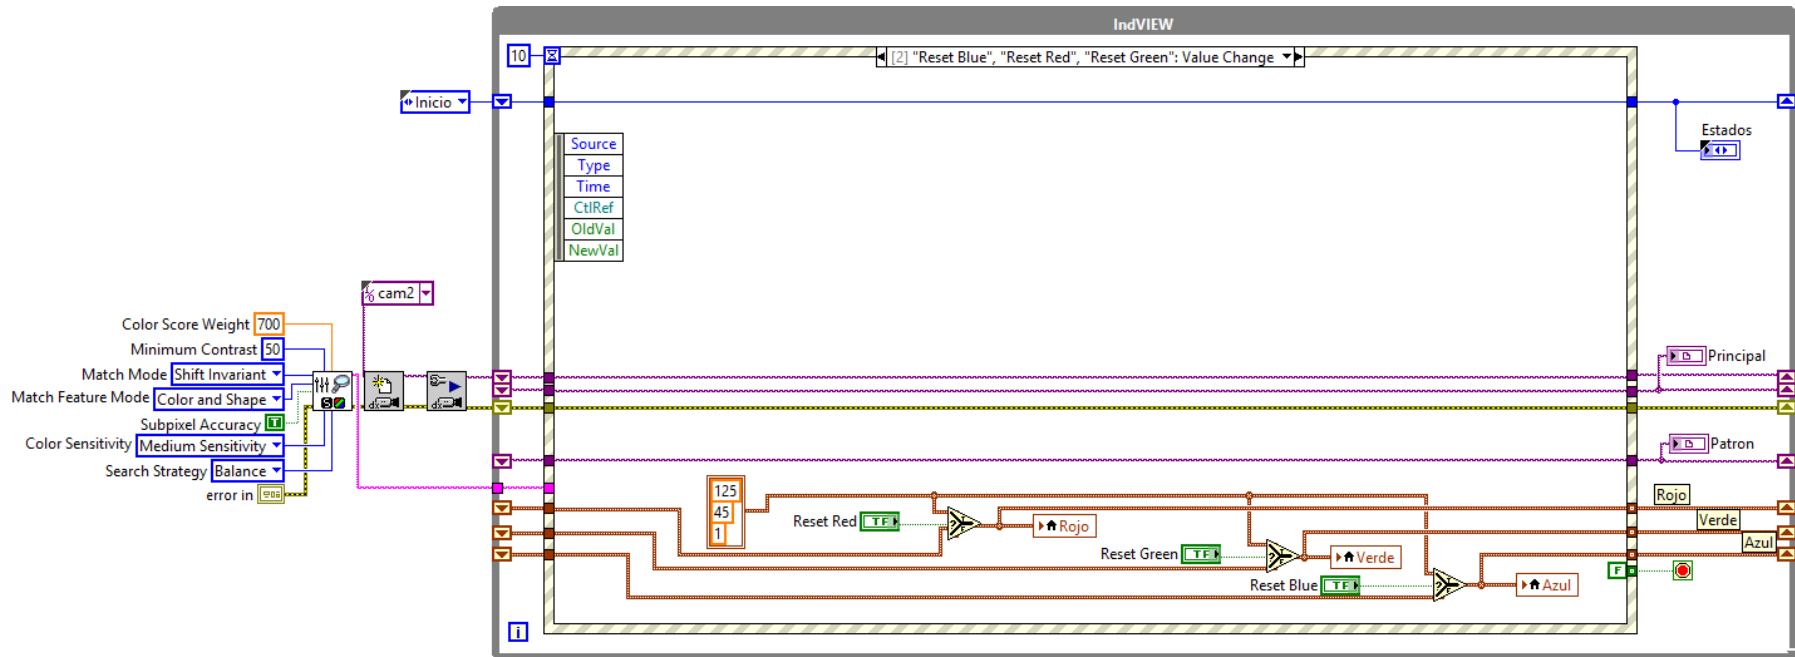 IndVIEW
10
[2] "Reset Blue", "Reset Red", "Reset Green": Value Change
Inicio
Estados
Source
Type
Time
CtlRef
OldVal
NewVal
cam2
Color Score Weight 700
Minimum Contrast 50
Match Mode Shift Invariant
Match Feature Mode Color and Shape
Subpixel Accuracy T
Color Sensitivity Medium Sensitivity
Search Strategy Balance
error in
Principal
Patron
125
45
1
Reset Red TF
Rojo
Reset Green TF
Verde
Reset Blue TF
Azul
Rojo
Verde
Azul
F
i